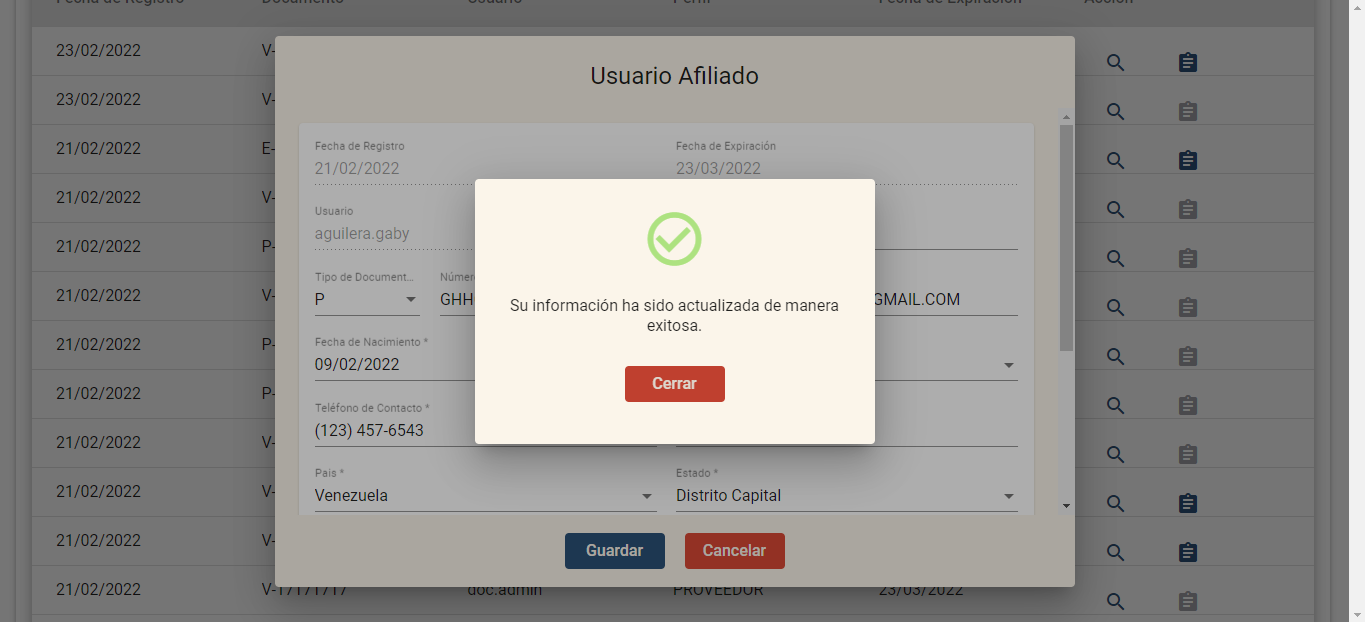 Fecha de Registro Documento Usuario Perfil Fecha de Expiración Acción
Usuario Afiliado
23/02/2022 V-
23/02/2022 V-
21/02/2022 E-
21/02/2022 V-
21/02/2022 P-
21/02/2022 V-
21/02/2022 P-
21/02/2022 P-
21/02/2022 V-
21/02/2022 V-
21/02/2022 V-
21/02/2022 V-17171717 doc.admin PROVEEDOR 23/03/2022
Fecha de Registro Fecha de Expiración
21/02/2022 23/03/2022
Usuario
aguilera.gaby
Tipo de Document... Númer
P GHH GMAIL.COM
Fecha de Nacimiento *
09/02/2022
Teléfono de Contacto *
(123) 457-6543
Pais * Estado *
Venezuela Distrito Capital
Su información ha sido actualizada de manera
exitosa.
Cerrar
Guardar Cancelar